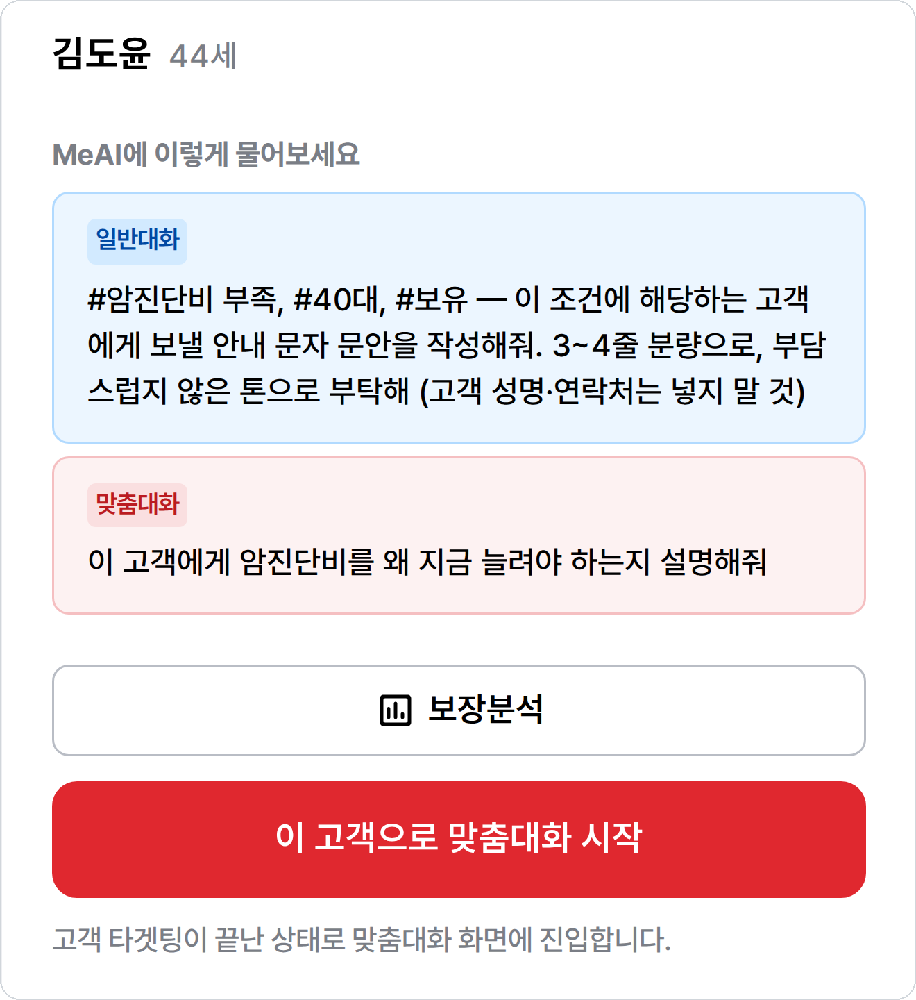 김도윤 44세
MeAI에 이렇게 물어보세요
일반대화
#암진단비 부족, #40대, #보유 — 이 조건에 해당하는 고객
에게 보낼 안내 문자 문안을 작성해줘. 3~4줄 분량으로, 부담
스럽지 않은 톤으로 부탁해 (고객 성명·연락처는 넣지 말 것)
맞춤대화
이 고객에게 암진단비를 왜 지금 늘려야 하는지 설명해줘
보장분석
이 고객으로 맞춤대화 시작
고객 타겟팅이 끝난 상태로 맞춤대화 화면에 진입합니다.